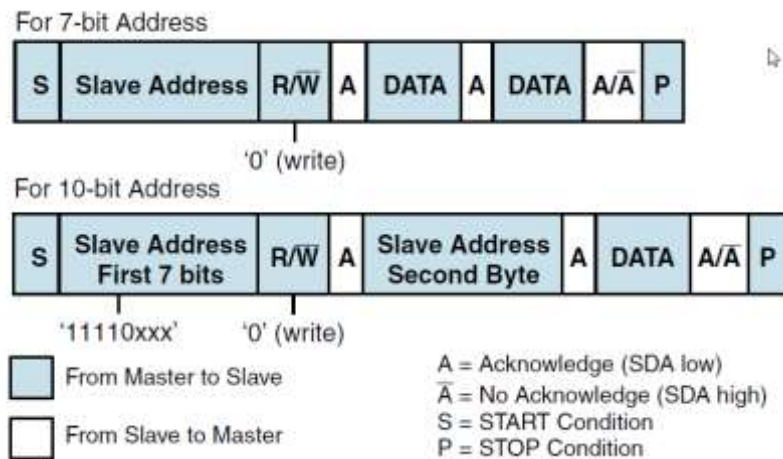 For 7-bit Address
S Slave Address R/W̅ A DATA A DATA A/A̅ P
'0' (write)
For 10-bit Address
S Slave Address First 7 bits R/W̅ A Slave Address Second Byte A DATA A/A̅ P
'11110xxx' '0' (write)
From Master to Slave
From Slave to Master
A = Acknowledge (SDA low)
A̅ = No Acknowledge (SDA high)
S = START Condition
P = STOP Condition